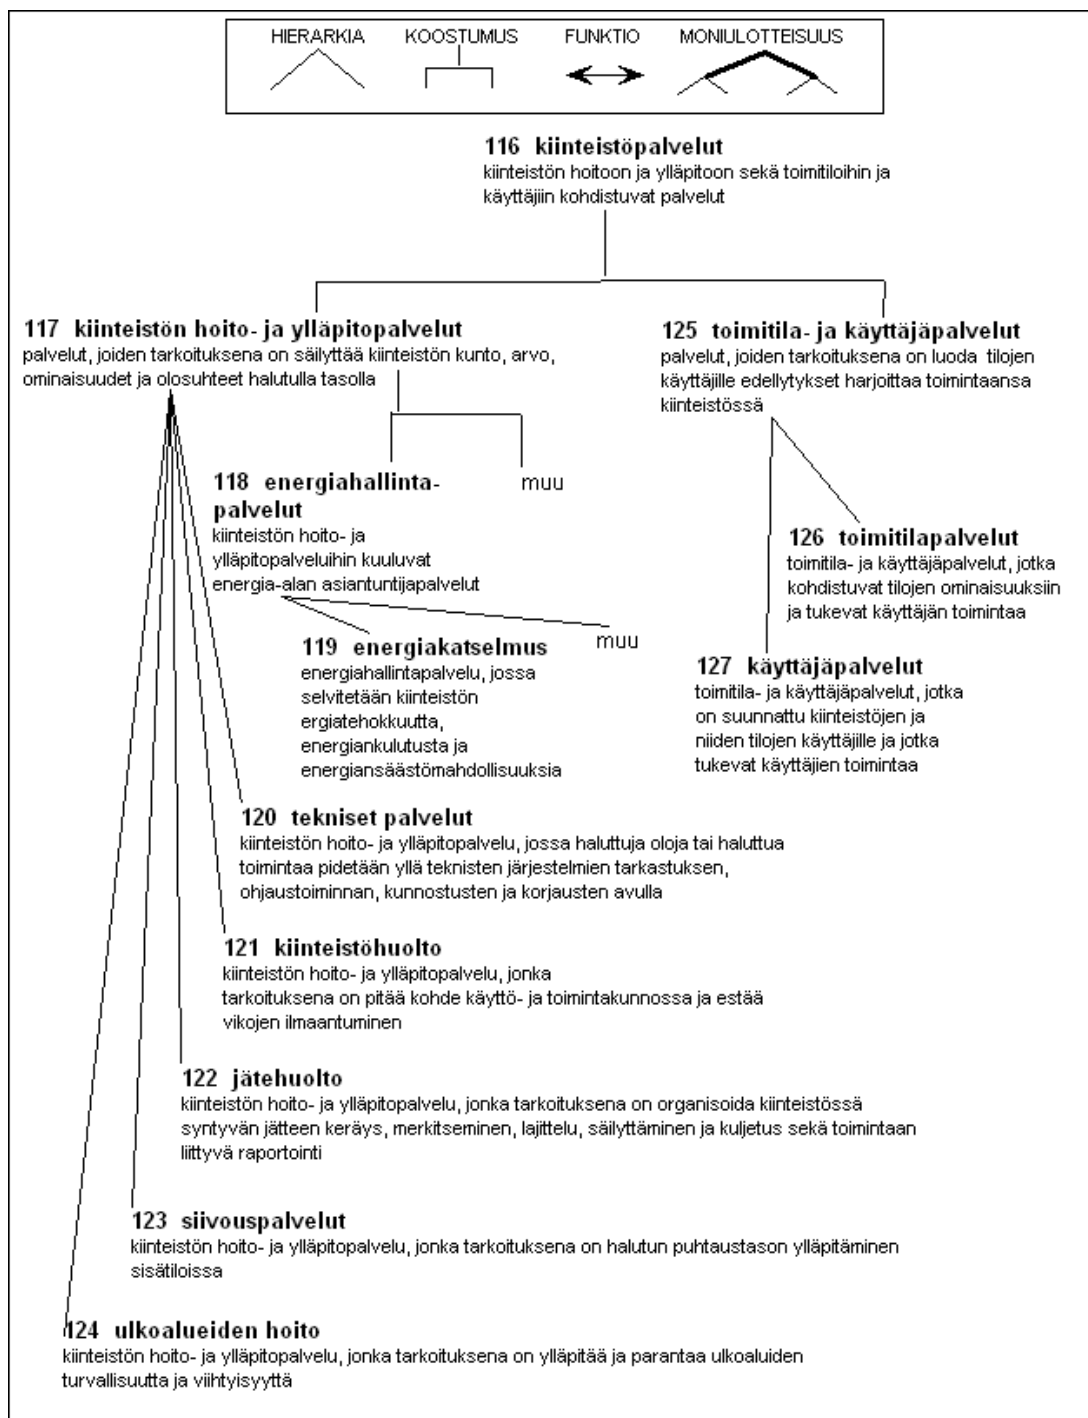 HIERARKIA KOOSTUMUS FUNKTIO MONIULOTTEISUUS
116 kiinteistöpalvelut
kiinteistön hoitoon ja ylläpitoon sekä toimitiloihin ja
käyttäjiin kohdistuvat palvelut
117 kiinteistön hoito- ja ylläpitopalvelut
palvelut, joiden tarkoituksena on säilyttää kiinteistön kunto, arvo,
ominaisuudet ja olosuhteet halutulla tasolla
125 toimitila- ja käyttäjäpalvelut
palvelut, joiden tarkoituksena on luoda tilojen
käyttäjille edellytykset harjoittaa toimintaansa
kiinteistössä
118 energiahallinta-
palvelut
kiinteistön hoito- ja
ylläpitopalveluihin kuuluvat
energia-alan asiantuntijapalvelut
muu
126 toimitilapalvelut
toimitila- ja käyttäjäpalvelut, jotka
kohdistuvat tilojen ominaisuuksiin
ja tukevat käyttäjän toimintaa
119 energiakatselmus
energiahallintapalvelu, jossa
selvitetään kiinteistön
ergiatehokkuutta,
energiankulutusta ja
energiansäästömahdollisuuksia
muu
127 käyttäjäpalvelut
toimitila- ja käyttäjäpalvelut, jotka
on suunnattu kiinteistöjen ja
niiden tilojen käyttäjille ja jotka
tukevat käyttäjien toimintaa
120 tekniset palvelut
kiinteistön hoito- ja ylläpitopalvelu, jossa haluttuja oloja tai haluttua
toimintaa pidetään yllä teknisten järjestelmien tarkastuksen,
ohjaustoiminnan, kunnostusten ja korjausten avulla
121 kiinteistöhuolto
kiinteistön hoito- ja ylläpitopalvelu, jonka
tarkoituksena on pitää kohde käyttö- ja toimintakunnossa ja estää
vikojen ilmaantuminen
122 jätehuolto
kiinteistön hoito- ja ylläpitopalvelu, jonka tarkoituksena on organisoida kiinteistössä
syntyvän jätteen keräys, merkitseminen, lajittelu, säilyttäminen ja kuljetus sekä toimintaan
liittyvä raportointi
123 siivouspalvelut
kiinteistön hoito- ja ylläpitopalvelu, jonka tarkoituksena on halutun puhtaustason ylläpitäminen
sisätiloissa
124 ulkoalueiden hoito
kiinteistön hoito- ja ylläpitopalvelu, jonka tarkoituksena on ylläpitää ja parantaa ulkoaluiden
turvallisuutta ja viihtyisyyttä